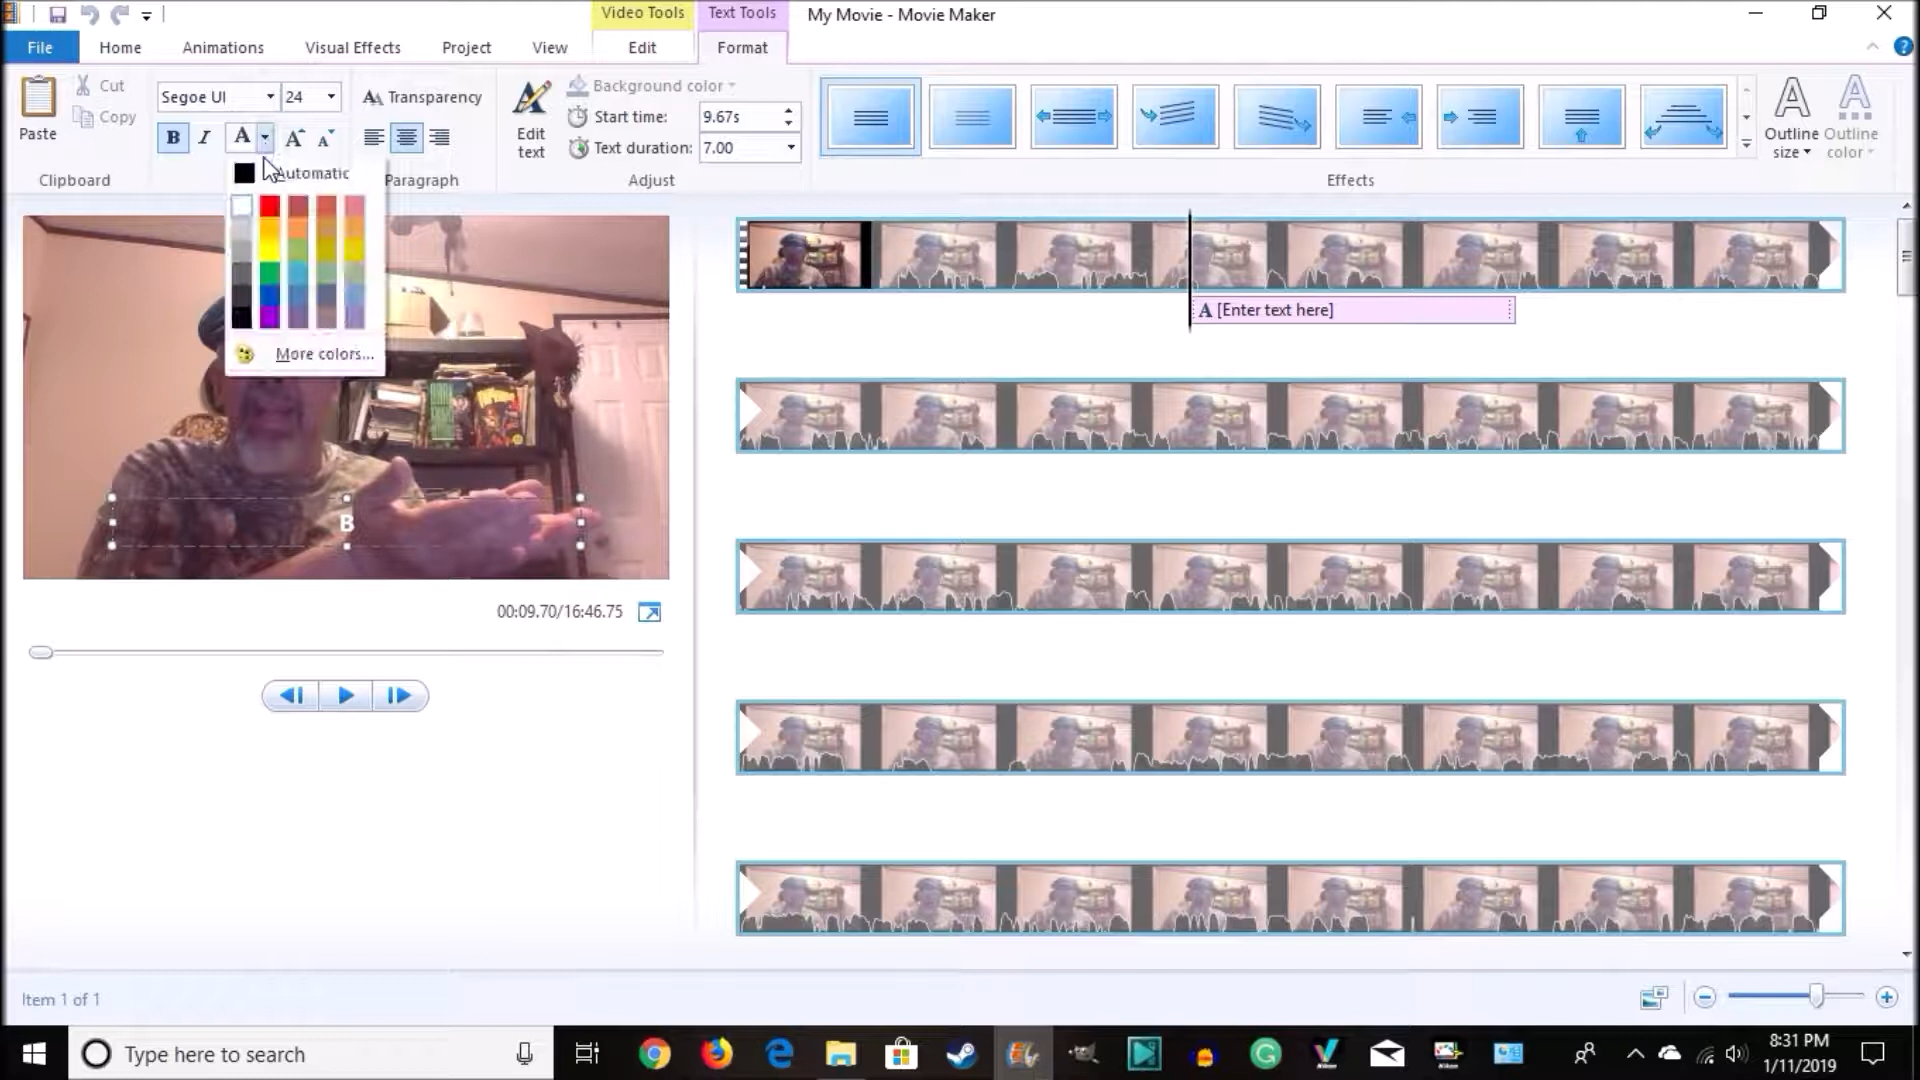 Video Tools
Text Tools
My Movie - Movie Maker
File
Home
Animations
Visual Effects
Project
View
Edit
Format
Paste
Cut
Copy
Clipboard
Segoe UI
24
B
I
A
A
A
Transparency
Paragraph
Edit
text
Background color
Start time:
9.67s
Text duration:
7.00
Adjust
Effects
Outline
size
Outline
color
Automatic
More colors...
B
00:09.70/16:46.75
A [Enter text here]
Item 1 of 1
Type here to search
8:31 PM
1/11/2019